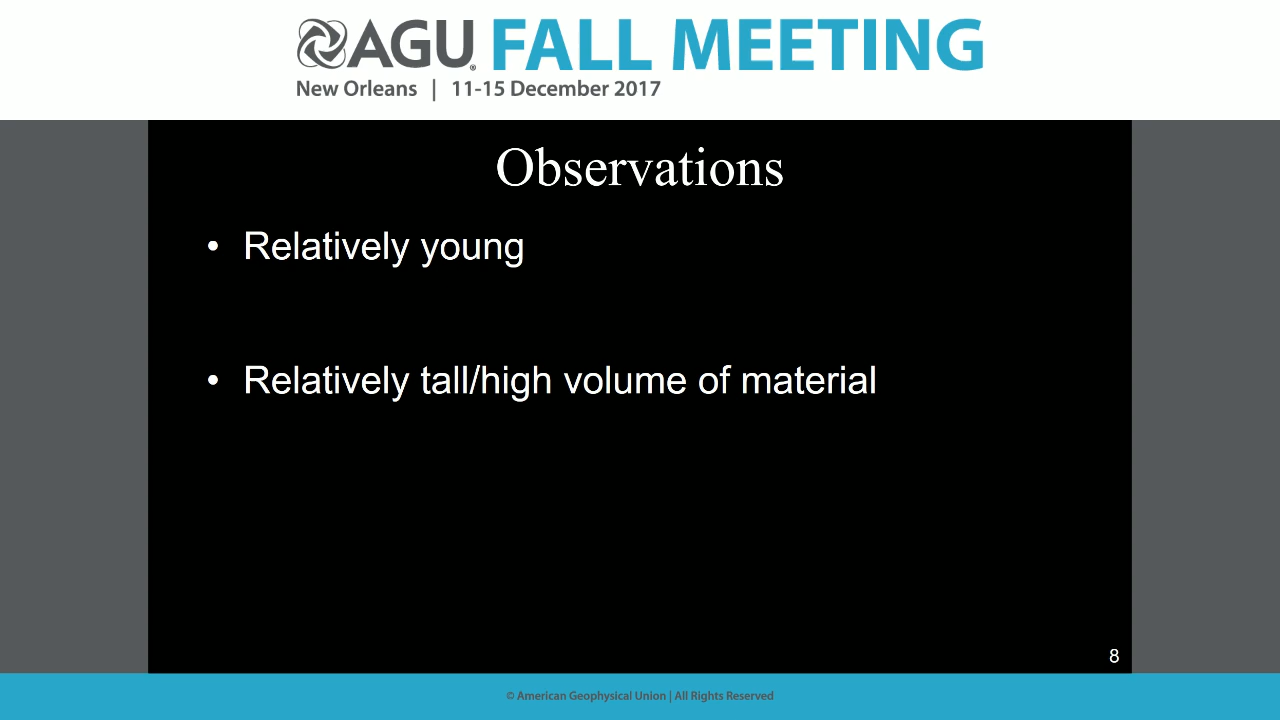 AGU FALL MEETING
New Orleans | 11-15 December 2017
Observations
• Relatively young
• Relatively tall/high volume of material
8
© American Geophysical Union | All Rights Reserved